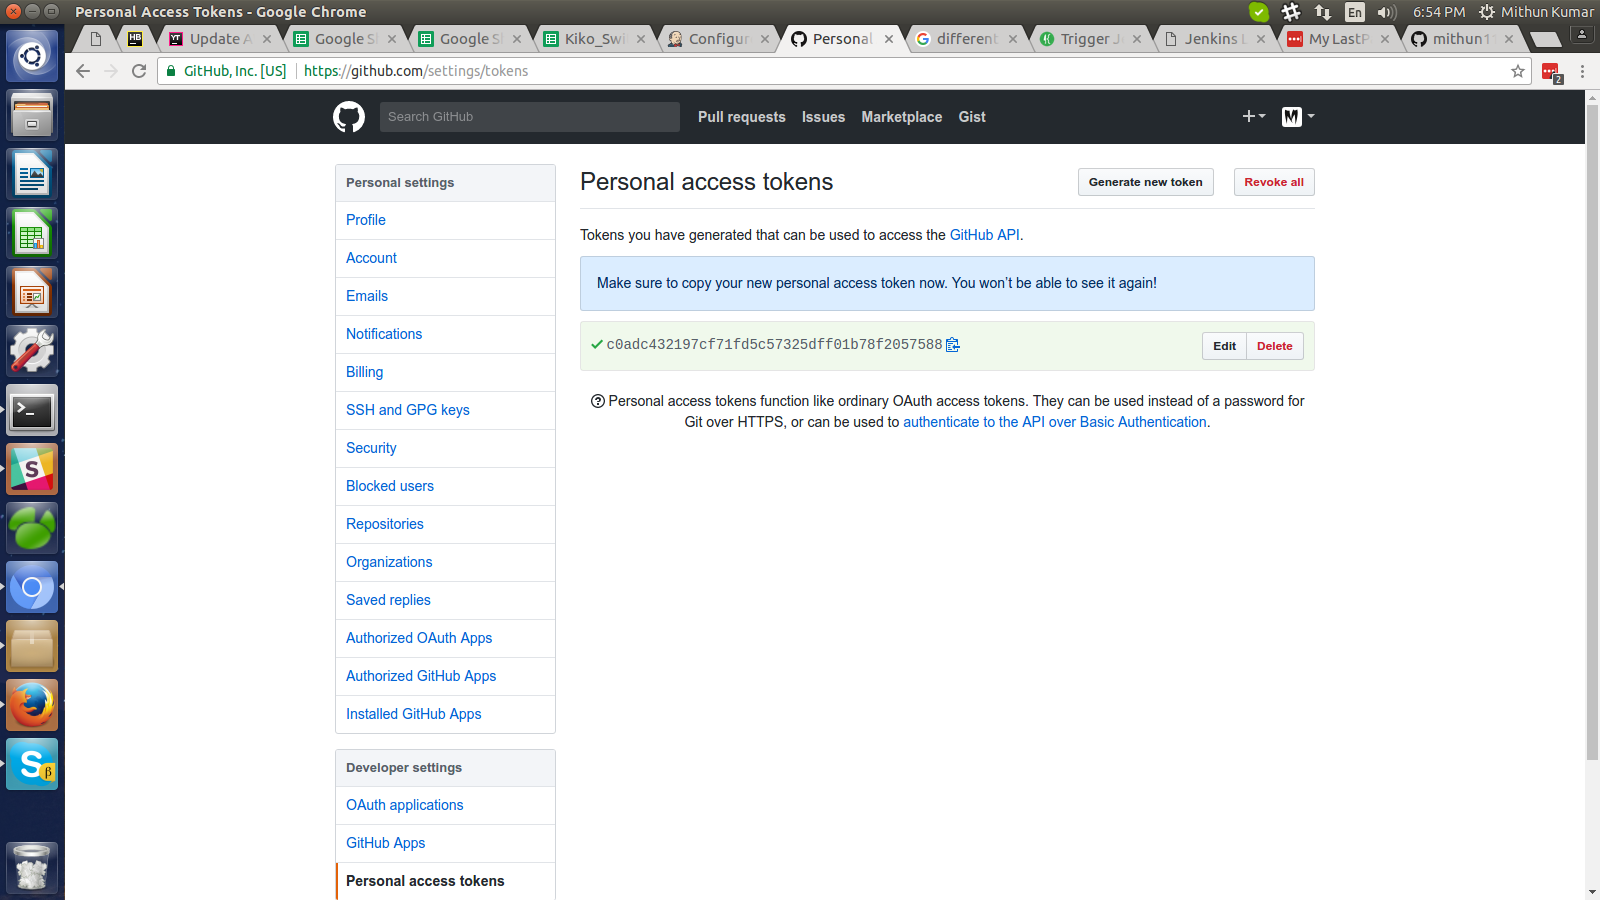 Personal Access Tokens - Google Chrome
En
6:54 PM
Mithun Kumar
HB
YT
Update A
Google S
Google S
Kiko_Swi
Configur
Personal
different
Trigger J
Jenkins L
My LastP
mithun1
GitHub, Inc. [US]
https://github.com/settings/tokens
2
Search GitHub
Pull requests
Issues
Marketplace
Gist
Personal settings
Profile
Account
Emails
Notifications
Billing
SSH and GPG keys
Security
Blocked users
Repositories
Organizations
Saved replies
Authorized OAuth Apps
Authorized GitHub Apps
Installed GitHub Apps
Developer settings
OAuth applications
GitHub Apps
Personal access tokens
Personal access tokens
Generate new token
Revoke all
Tokens you have generated that can be used to access the GitHub API.
Make sure to copy your new personal access token now. You won't be able to see it again!
c0adc432197cf71fd5c57325dff01b78f2057588
Edit
Delete
Personal access tokens function like ordinary OAuth access tokens. They can be used instead of a password for
Git over HTTPS, or can be used to authenticate to the API over Basic Authentication.